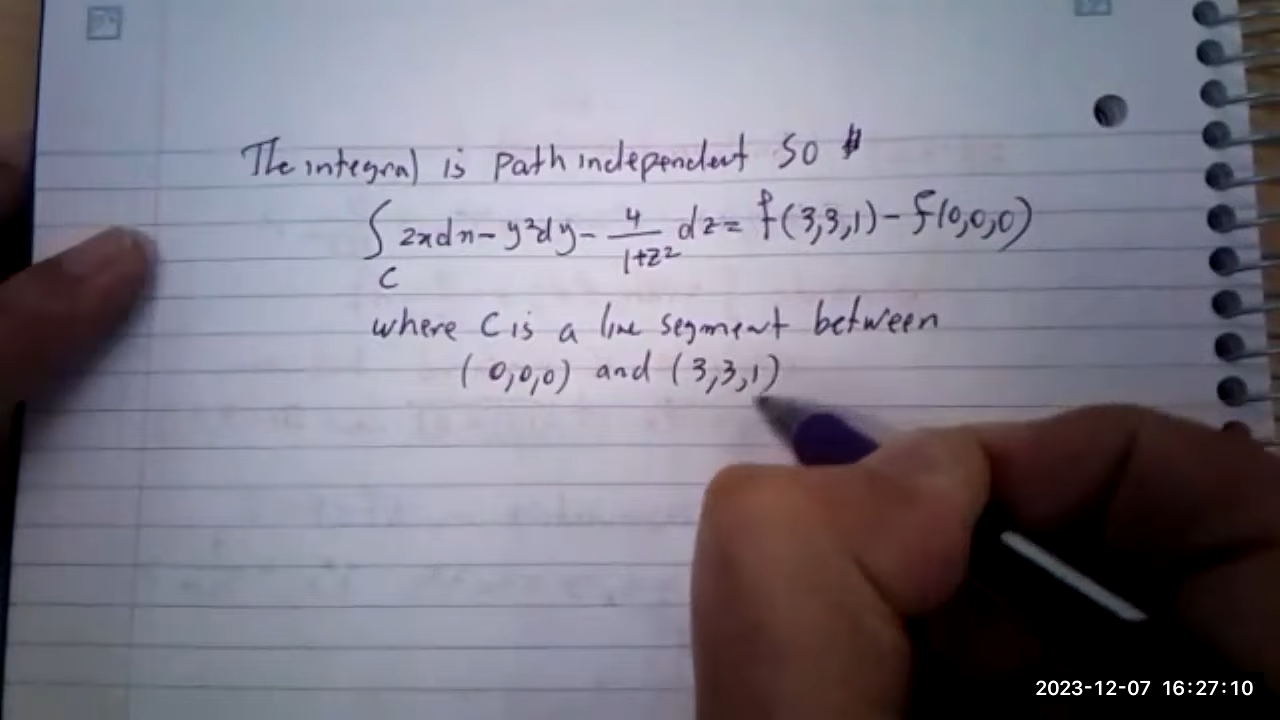 The integral is path independent so
∫ 2xdx - y²dy - 4/(1+z²) dz = f(3,3,1) - f(0,0,0)
C
where C is a line segment between
(0,0,0) and (3,3,1)
2023-12-07 16:27:10